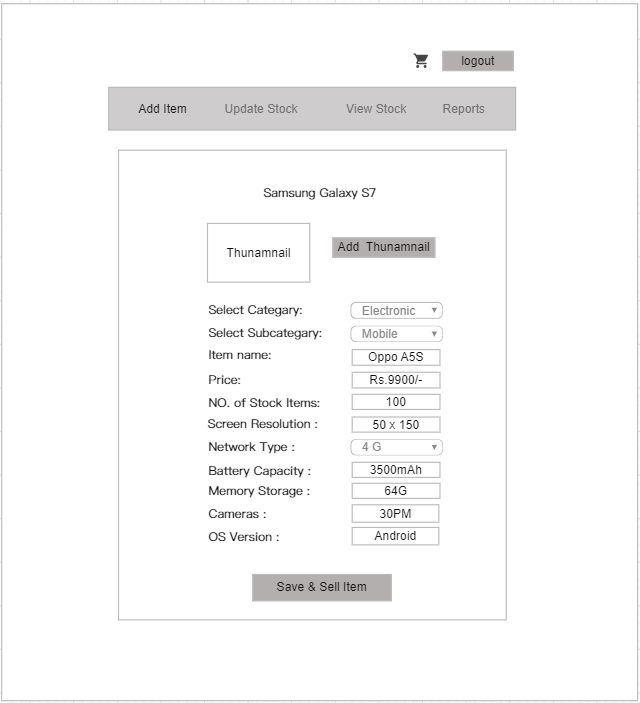 logout
Add Item Update Stock View Stock Reports
Samsung Galaxy S7
Thunamnail Add Thunamnail
Select Categary: Electronic
Select Subcategary: Mobile
Item name: Oppo A5S
Price: Rs.9900/-
NO. of Stock Items: 100
Screen Resolution : 50 x 150
Network Type : 4 G
Battery Capacity : 3500mAh
Memory Storage : 64G
Cameras : 30PM
OS Version : Android
Save & Sell Item